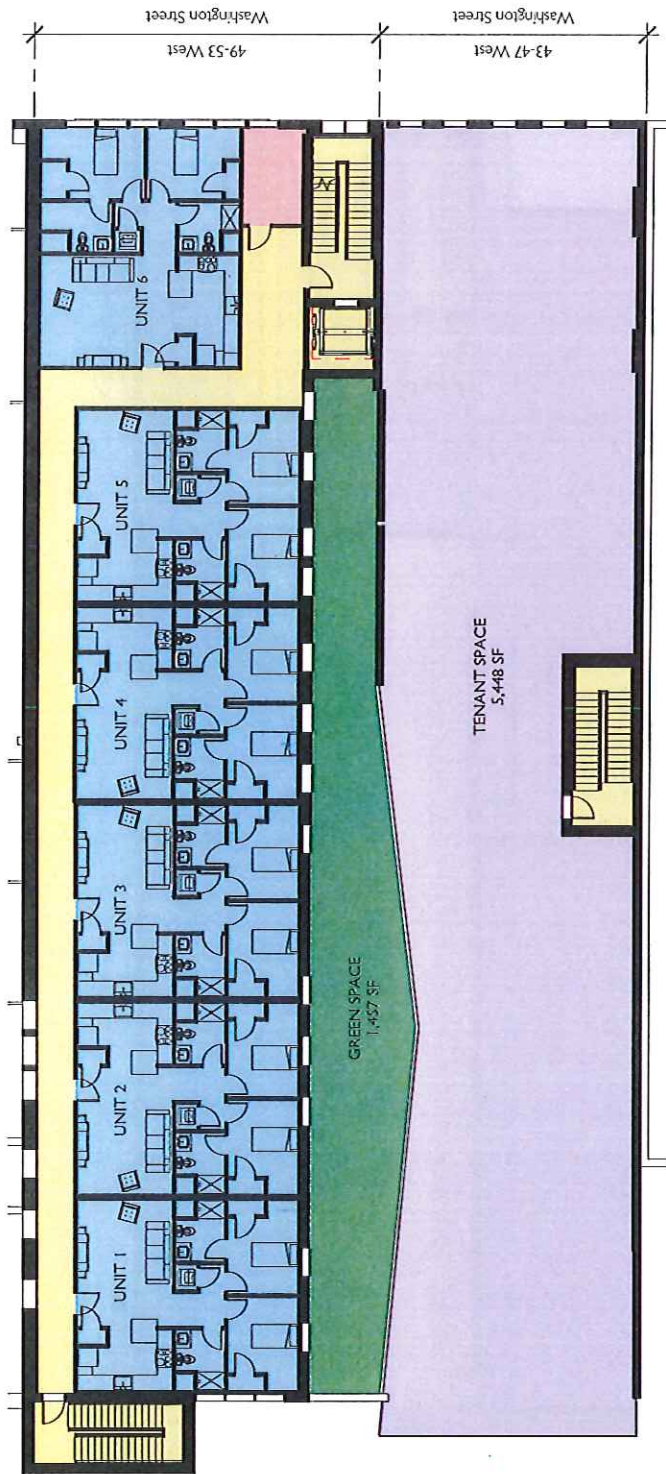 49-53 West
Washington Street
43-47 West
Washington Street
UNIT 6
UNIT 5
UNIT 4
UNIT 3
UNIT 2
UNIT 1
GREEN SPACE
1,457 SF
TENANT SPACE
5,448 SF